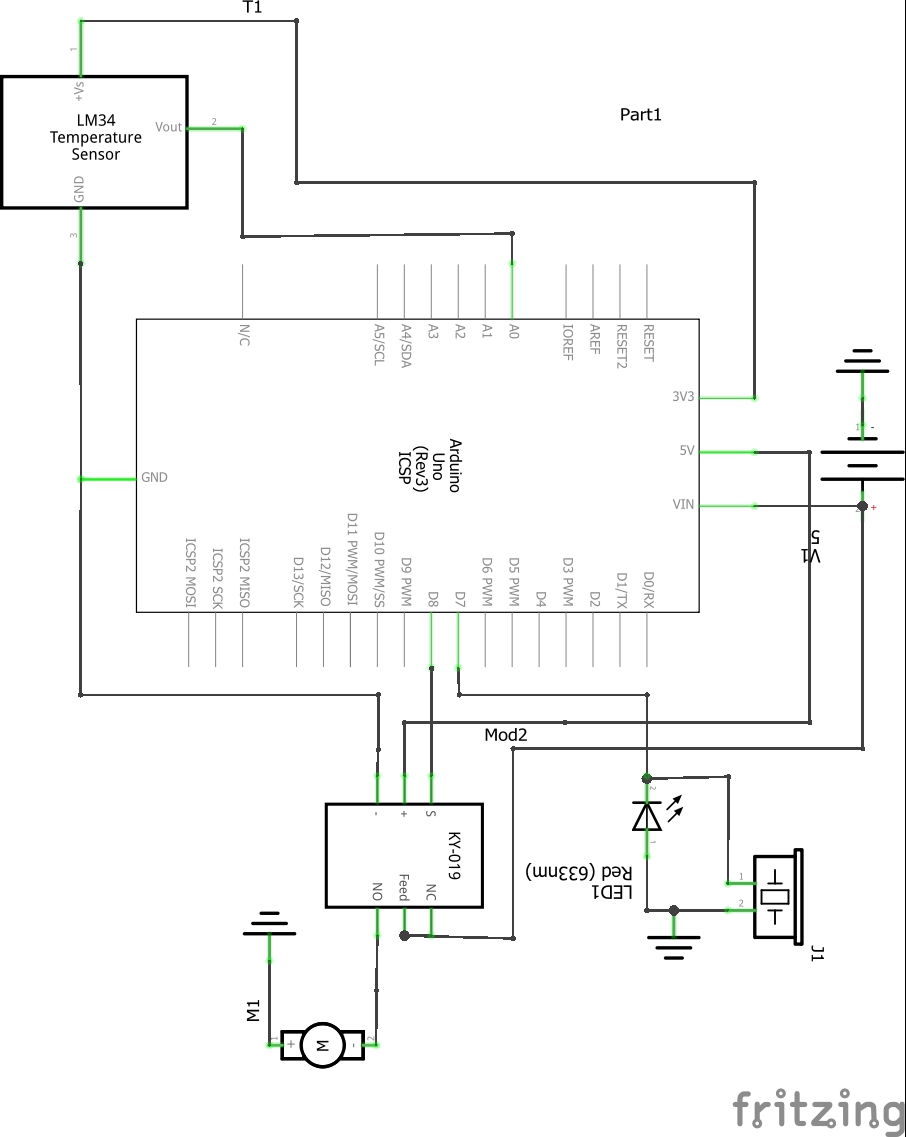 T1
1
+Vs
LM34
Temperature
Sensor
Vout
2
GND
3
Part1
N/C
A5/SCL
A4/SDA
A3
A2
A1
A0
IOREF
AREF
RESET2
RESET
3V3
5V
VIN
GND
Arduino
Uno
(Rev3)
ICSP
-
+
V1
5
ICSP2 MOSI
ICSP2 SCK
ICSP2 MISO
D13/SCK
D12/MISO
D11 PWM/MOSI
D10 PWM/SS
D9 PWM
D8
D7
D6 PWM
D5 PWM
D4
D3 PWM
D2
D1/TX
D0/RX
Mod2
-
+
S
KY-019
NO
Feed
NC
2
1
LED1
Red (633nm)
1
2
J1
M1
1
+
M
-
2
fritzing